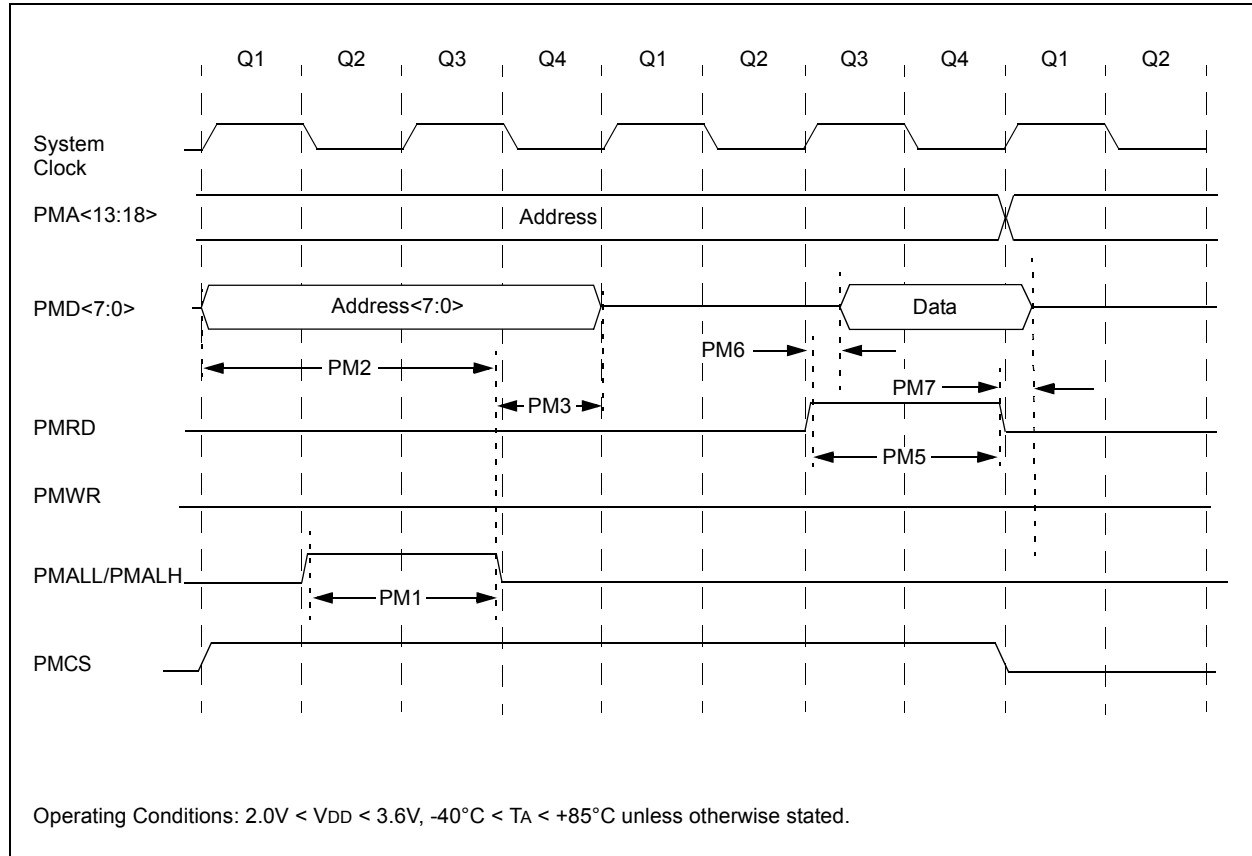 Q1 Q2 Q3 Q4 Q1 Q2 Q3 Q4 Q1 Q2
System
Clock
PMA<13:18>
Address
PMD<7:0>
Address<7:0>
Data
PM6
PM2
PM7
PM3
PMRD
PM5
PMWR
PMALL/PMALH
PM1
PMCS
Operating Conditions: 2.0V < VDD < 3.6V, -40°C < TA < +85°C unless otherwise stated.